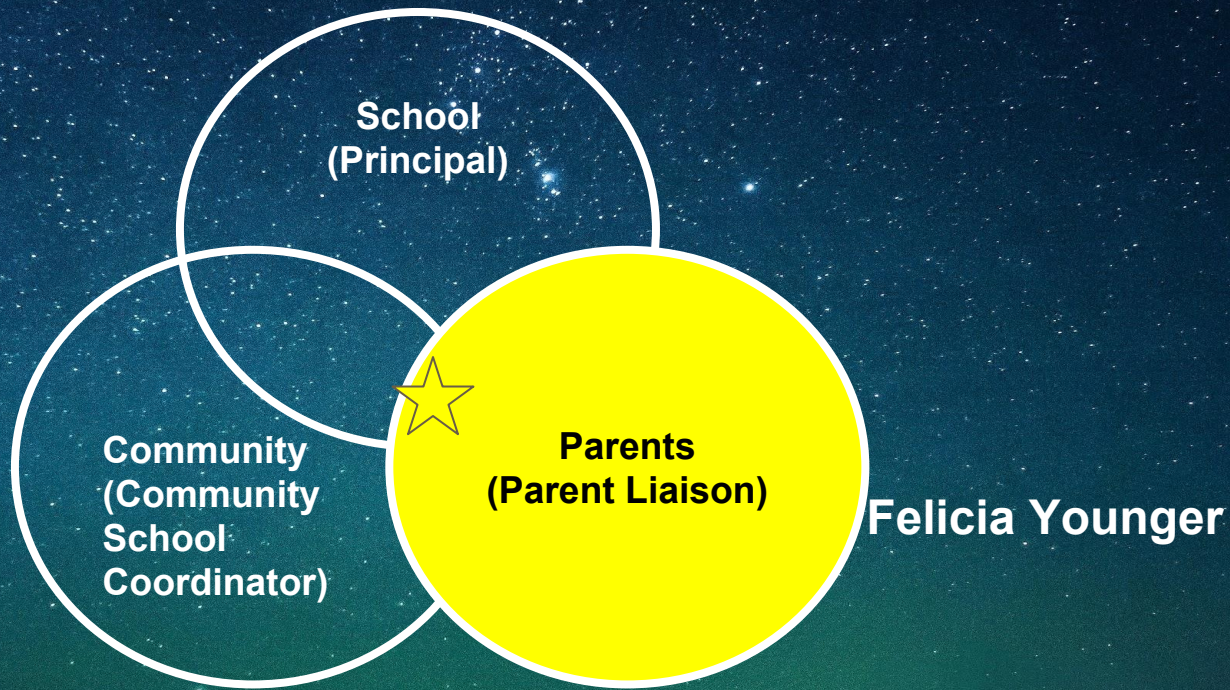 School
(Principal)
Community
(Community
School
Coordinator)
Parents
(Parent Liaison)
Felicia Younger